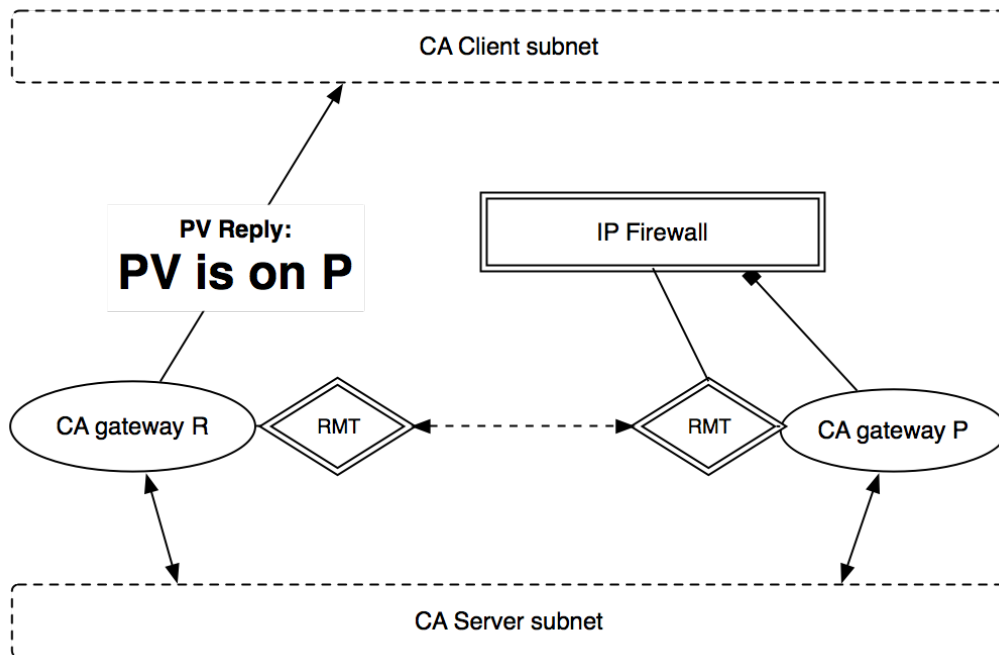 CA Client subnet
PV Reply:
PV is on P
IP Firewall
CA gateway R
RMT
RMT
CA gateway P
CA Server subnet